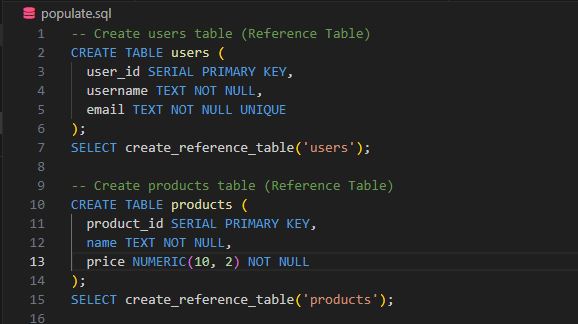 populate.sql
1 -- Create users table (Reference Table)
2 CREATE TABLE users (
3 user_id SERIAL PRIMARY KEY,
4 username TEXT NOT NULL,
5 email TEXT NOT NULL UNIQUE
6 );
7 SELECT create_reference_table('users');
8
9 -- Create products table (Reference Table)
10 CREATE TABLE products (
11 product_id SERIAL PRIMARY KEY,
12 name TEXT NOT NULL,
13 price NUMERIC(10, 2) NOT NULL
14 );
15 SELECT create_reference_table('products');
16